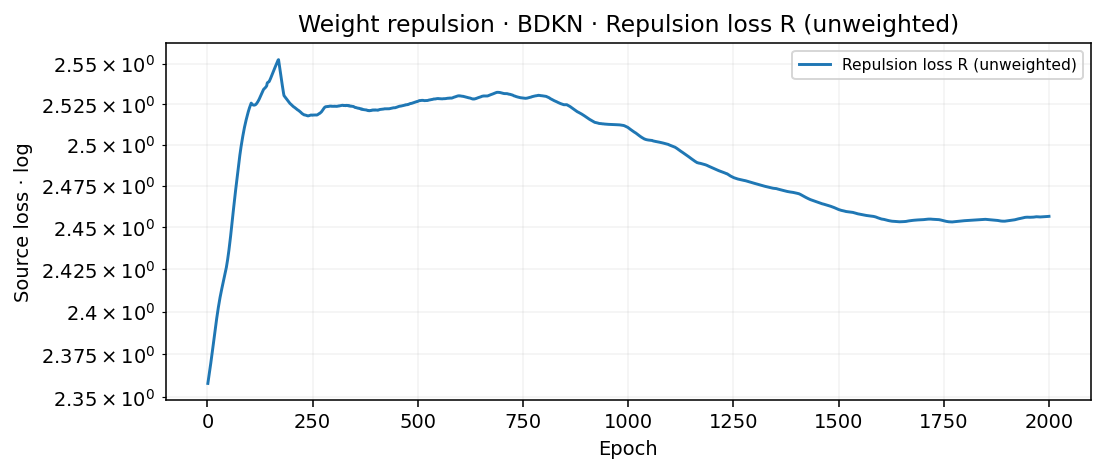 Weight repulsion · BDKN · Repulsion loss R (unweighted)
Repulsion loss R (unweighted)
Source loss · log
2.55 × 10⁰
2.525 × 10⁰
2.5 × 10⁰
2.475 × 10⁰
2.45 × 10⁰
2.425 × 10⁰
2.4 × 10⁰
2.375 × 10⁰
2.35 × 10⁰
0 250 500 750 1000 1250 1500 1750 2000
Epoch